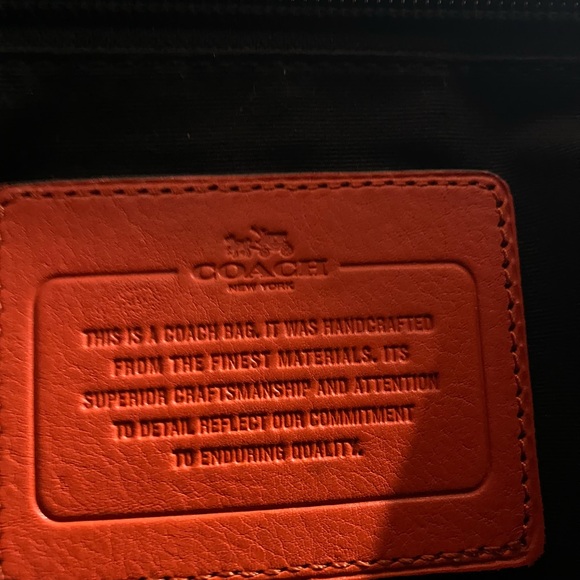 COACH
NEW YORK
THIS IS A COACH BAG. IT WAS HANDCRAFTED
FROM THE FINEST MATERIALS. ITS
SUPERIOR CRAFTSMANSHIP AND ATTENTION
TO DETAIL REFLECT OUR COMMITMENT
TO ENDURING QUALITY.